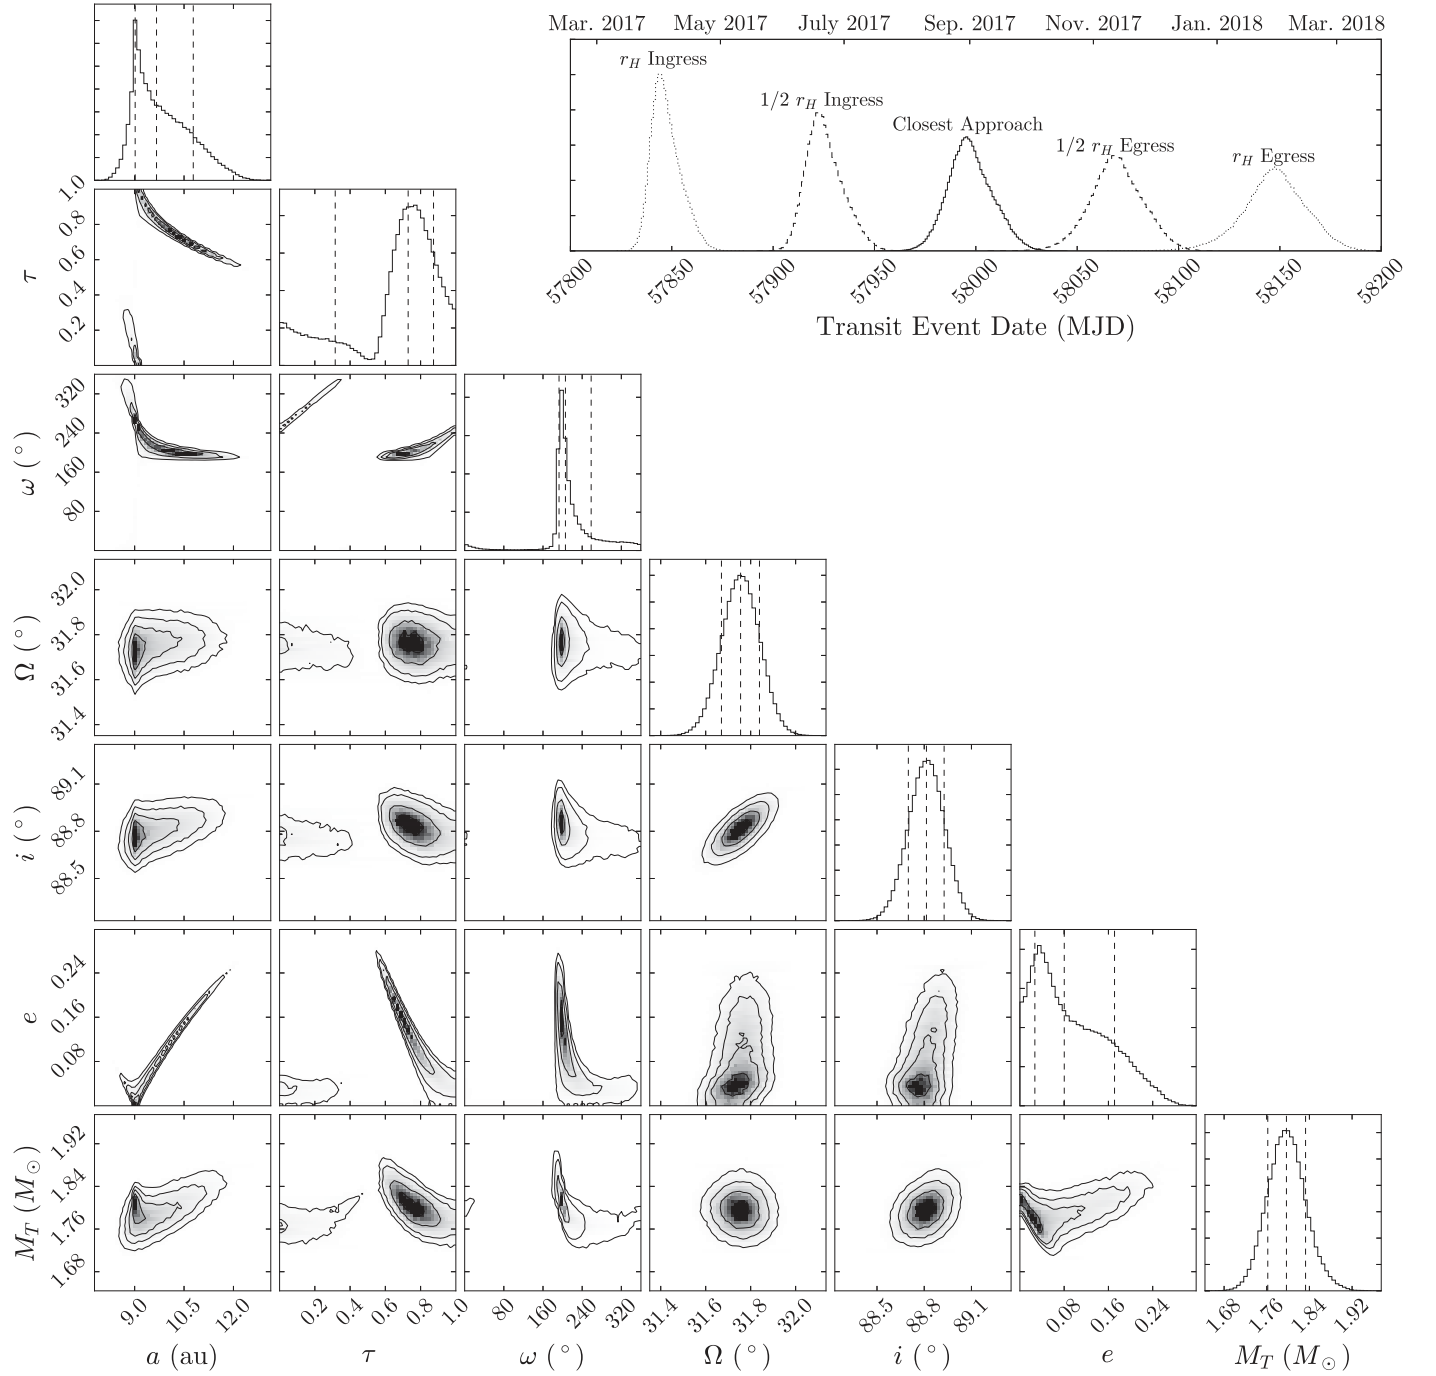 Mar. 2017 May 2017 July 2017 Sep. 2017 Nov. 2017 Jan. 2018 Mar. 2018
r_H Ingress
1/2 r_H Ingress
Closest Approach
1/2 r_H Egress
r_H Egress
57800 57850 57900 57950 58000 58050 58100 58150 58200
Transit Event Date (MJD)
1.0
0.8
0.6
0.4
0.2
τ
320
240
160
80
ω (°)
32.0
31.8
31.6
31.4
Ω (°)
89.1
88.8
88.5
i (°)
0.24
0.16
0.08
e
1.92
1.84
1.76
1.68
M_T (M_⊙)
9.0 10.5 12.0 0.2 0.4 0.6 0.8 1.0 80 160 240 320 31.4 31.6 31.8 32.0 88.5 88.8 89.1 0.08 0.16 0.24 1.68 1.76 1.84 1.92
a (au) τ ω (°) Ω (°) i (°) e M_T (M_⊙)